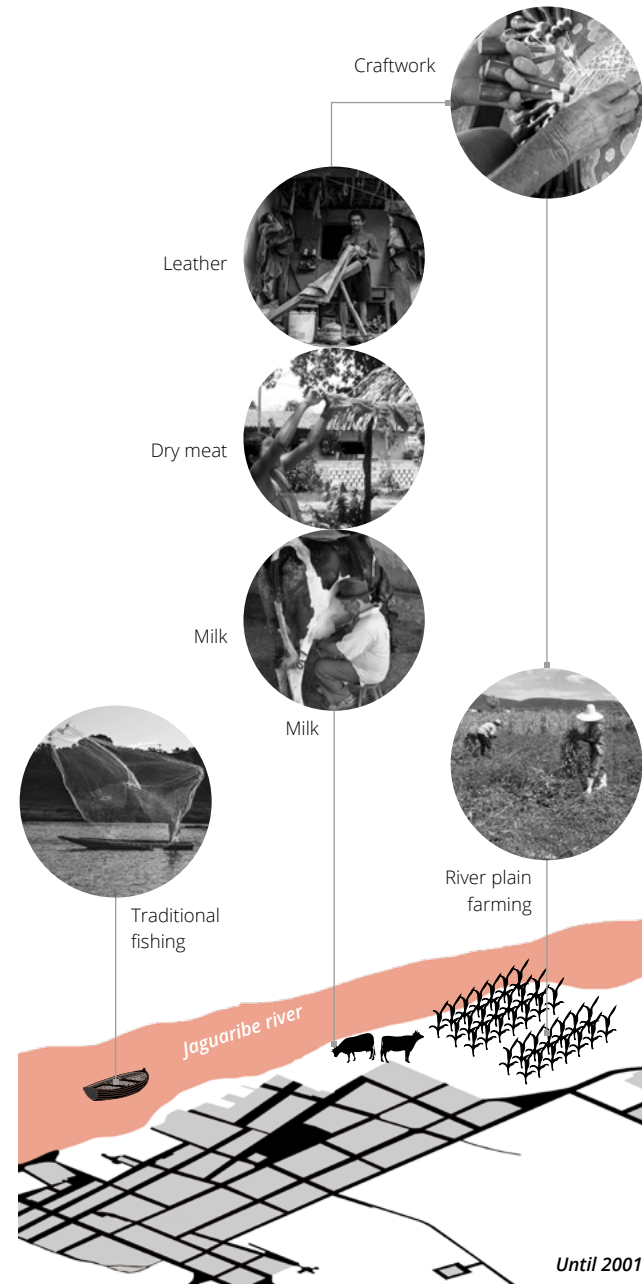 Craftwork
Leather
Dry meat
Milk
Milk
River plain
farming
Traditional
fishing
Jaguaribe river
Until 2001